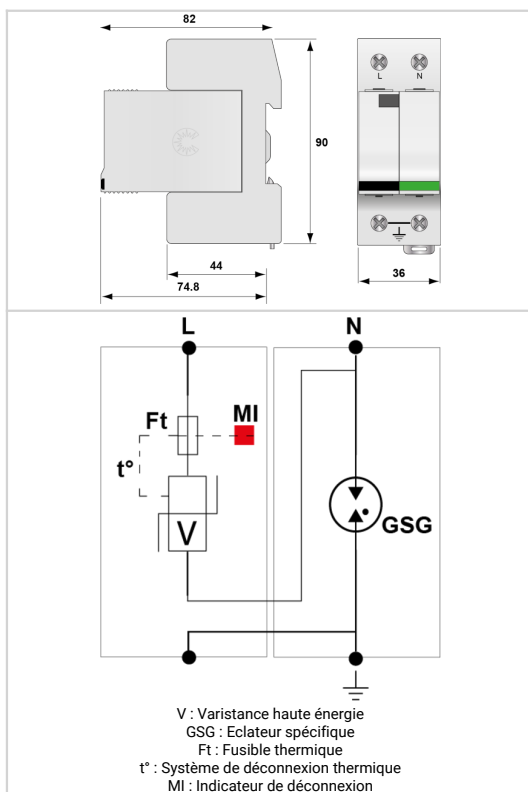 82
L N
90
44
74.8
36
L N
Ft MI
t°
V
GSG
V : Varistance haute énergie
GSG : Eclateur spécifique
Ft : Fusible thermique
t° : Système de déconnexion thermique
MI : Indicateur de déconnexion